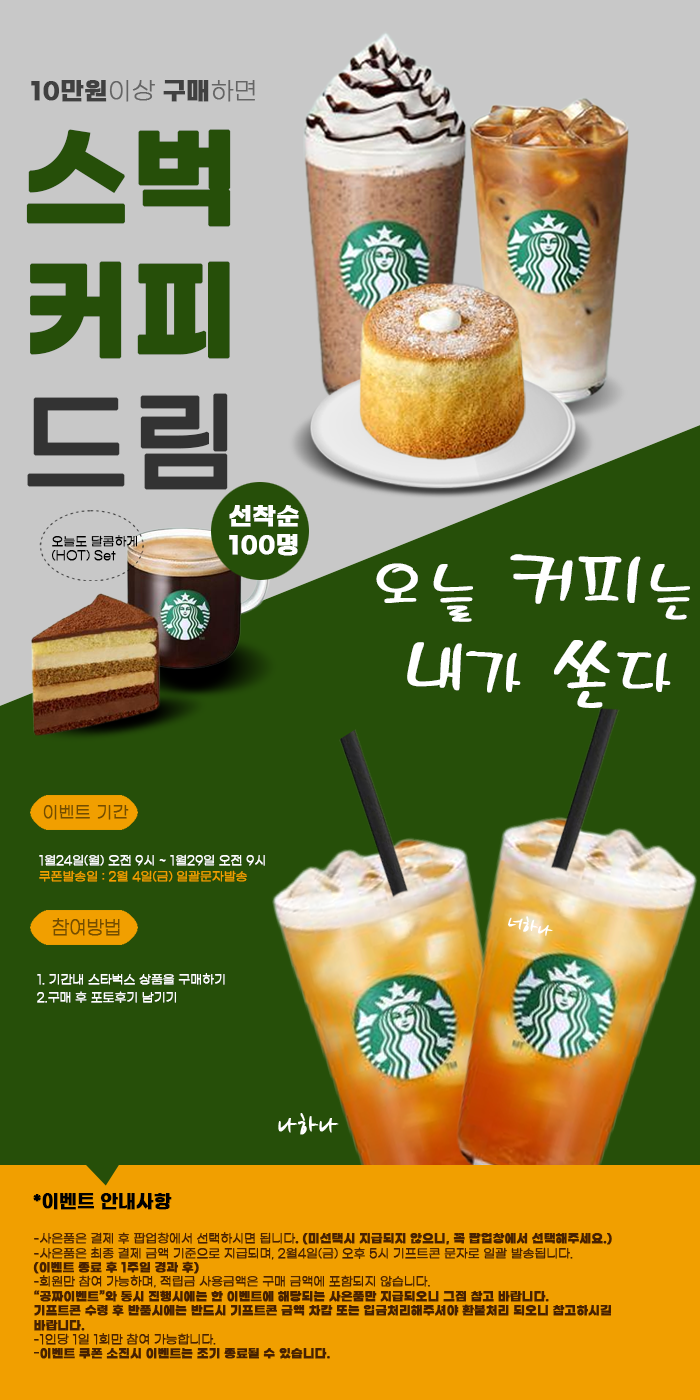 10만원이상 구매하면
스벅
커피
드림
선착순
100명
오늘도 달콤하게
(HOT) Set
오늘 커피는
내가 쏜다
이벤트 기간
1월24일(월) 오전 9시 ~ 1월29일 오전 9시
쿠폰발송일 : 2월 4일(금) 일괄문자발송
너하나
참여방법
1. 기간내 스타벅스 상품을 구매하기
2.구매 후 포토후기 남기기
나하나
*이벤트 안내사항
-사은품은 결제 후 팝업창에서 선택하시면 됩니다. (미선택시 지급되지 않으니, 꼭 팝업창에서 선택해주세요.)
-사은품은 최종 결제 금액 기준으로 지급되며, 2월4일(금) 오후 5시 기프트콘 문자로 일괄 발송됩니다.
(이벤트 종료 후 1주일 경과 후)
-회원만 참여 가능하며, 적립금 사용금액은 구매 금액에 포함되지 않습니다.
“공짜이벤트”와 동시 진행시에는 한 이벤트에 해당되는 사은품만 지급되오니 그점 참고 바랍니다.
기프트콘 수령 후 반품시에는 반드시 기프트콘 금액 차감 또는 입금처리해주셔야 환불처리 되오니 참고하시길
바랍니다.
-1인당 1일 1회만 참여 가능합니다.
-이벤트 쿠폰 소진시 이벤트는 조기 종료될 수 있습니다.